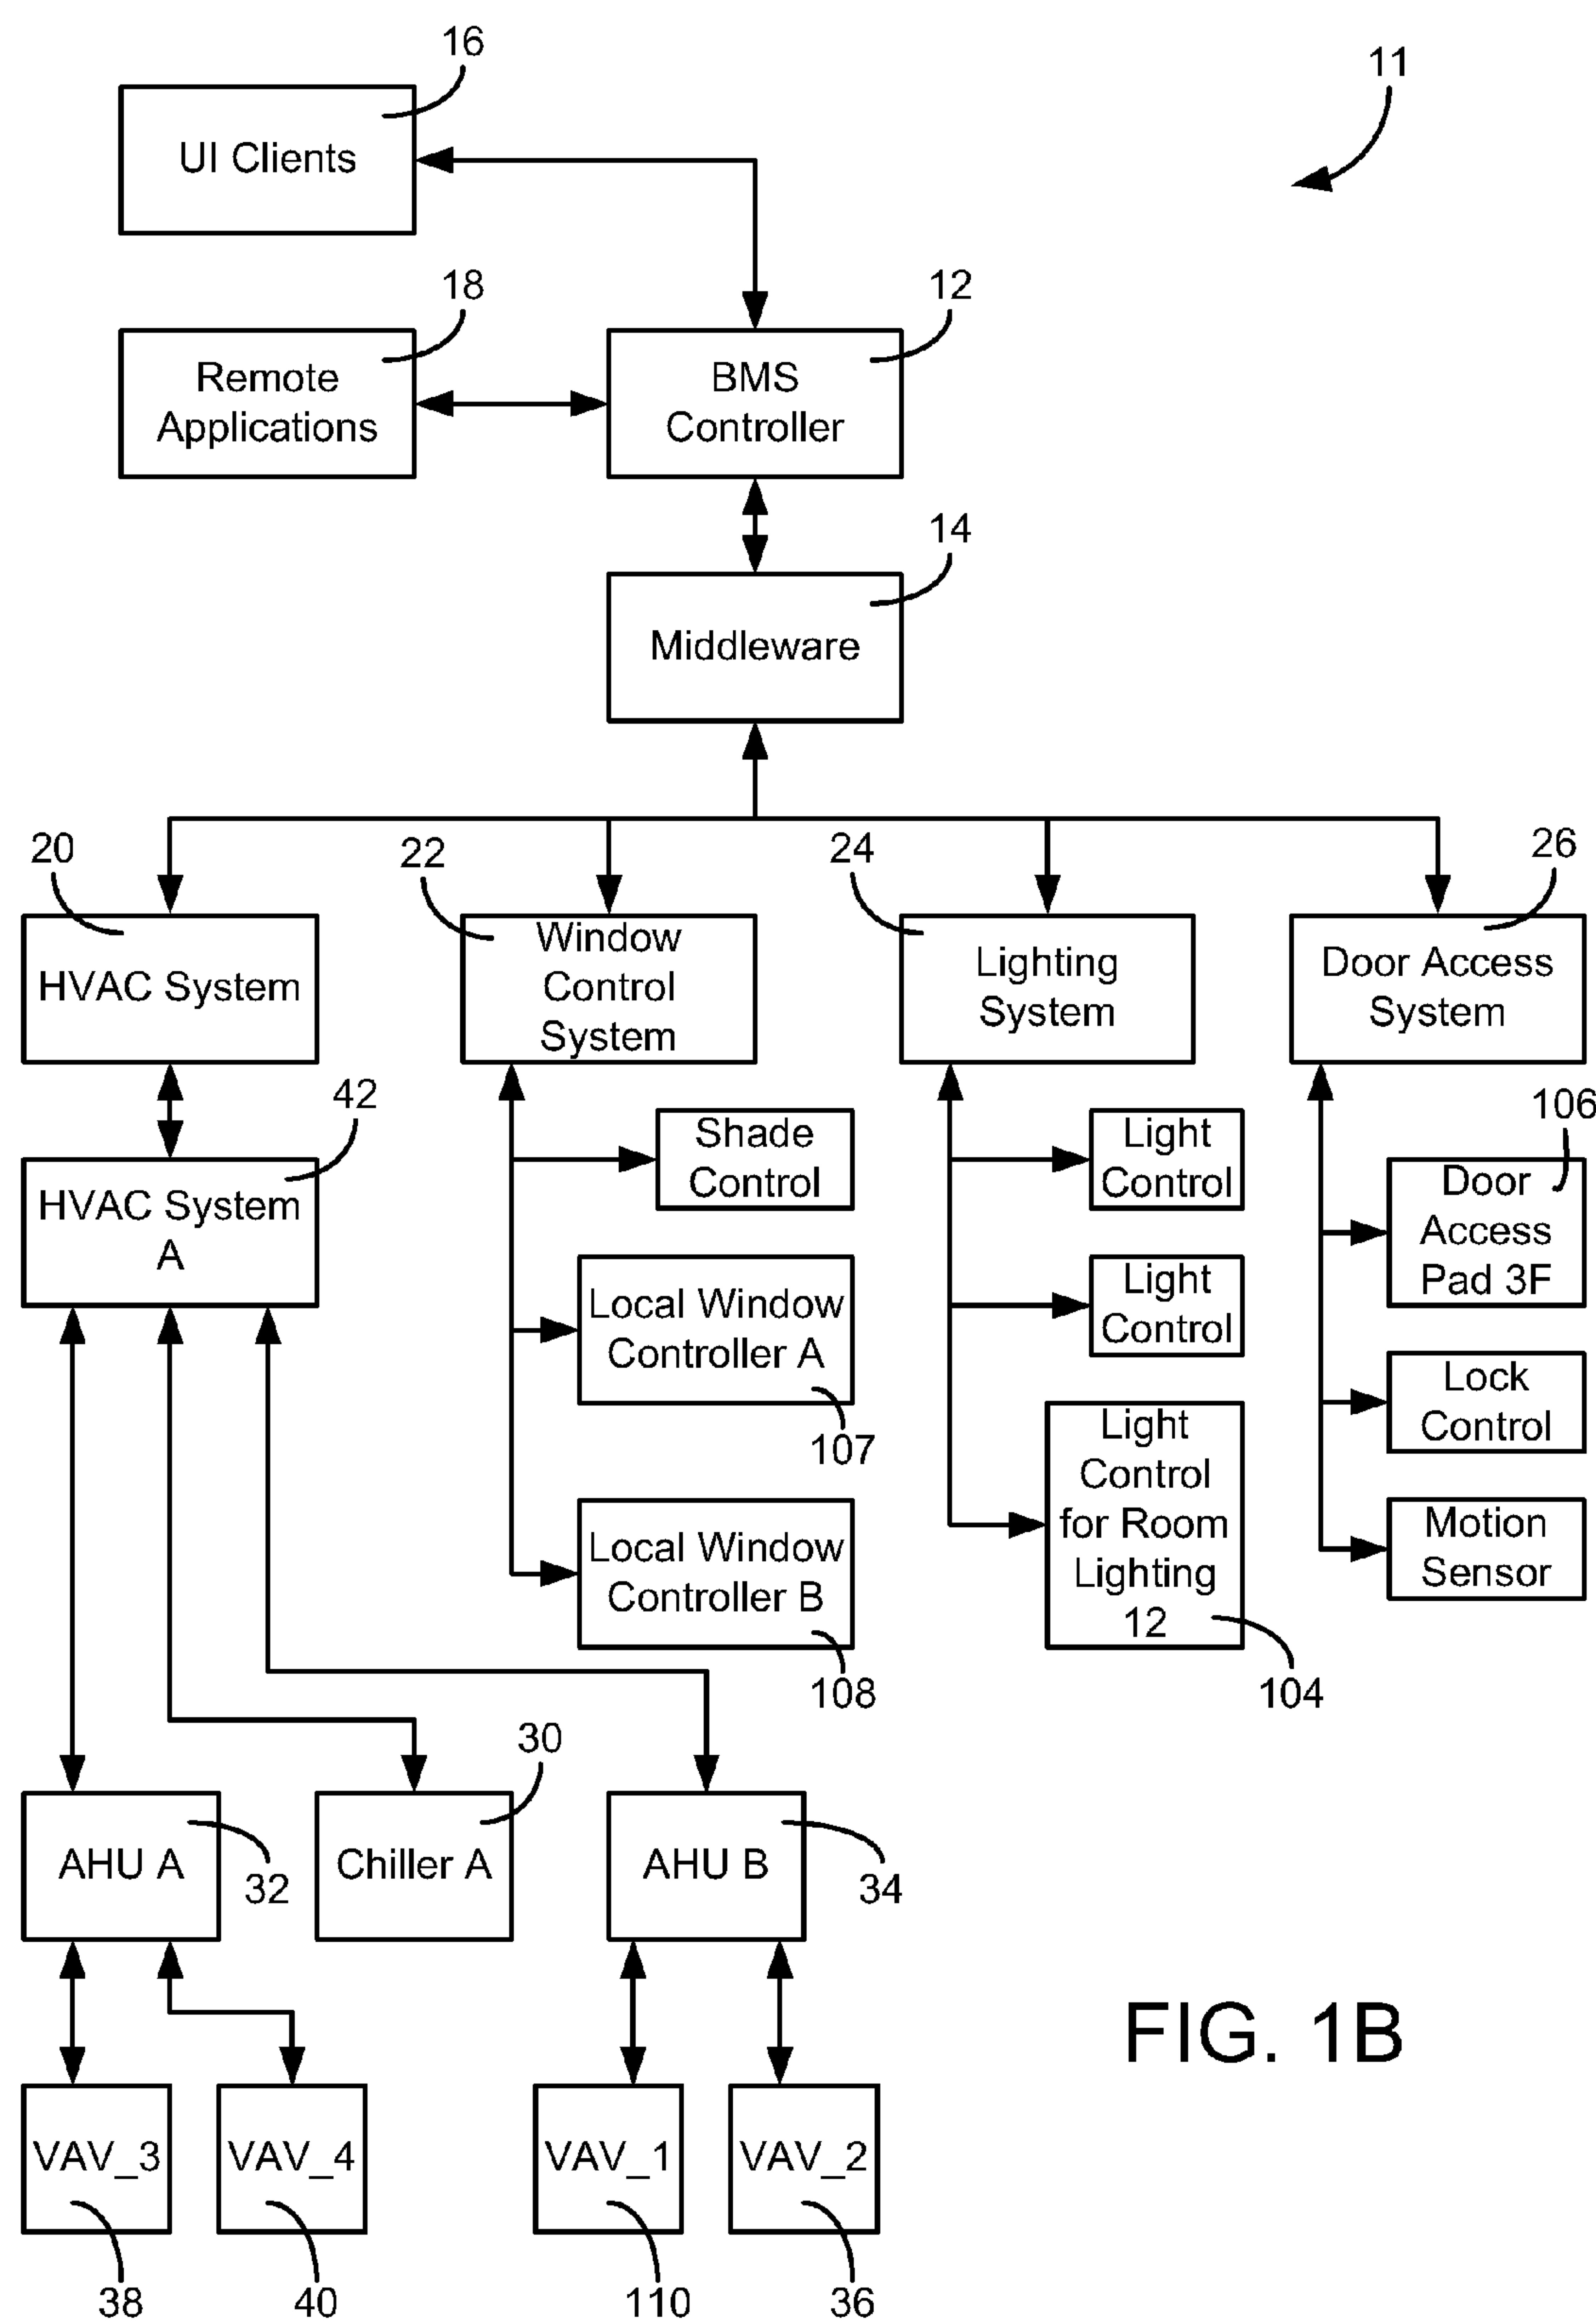 16
11
UI Clients
18
12
Remote
Applications
BMS
Controller
14
Middleware
20
22
24
26
HVAC System
Window
Control
System
Lighting
System
Door Access
System
42
106
HVAC System
A
Shade
Control
Light
Control
Door
Access
Pad 3F
Local Window
Controller A
107
Light
Control
Lock
Control
Local Window
Controller B
108
Light
Control
for Room
Lighting
12
104
Motion
Sensor
30
AHU A
32
Chiller A
AHU B
34
VAV_3
38
VAV_4
40
VAV_1
110
VAV_2
36
FIG. 1B